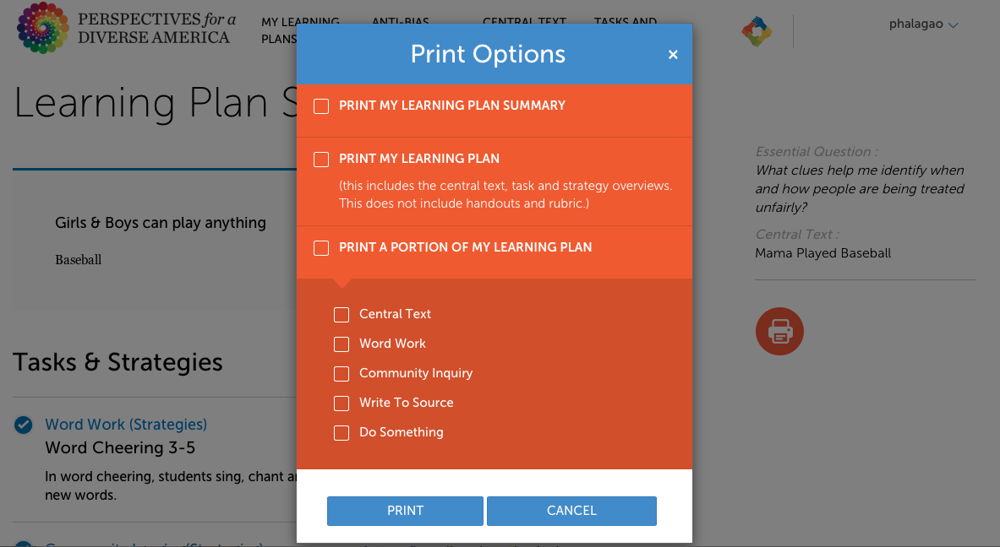 PERSPECTIVES for a
DIVERSE AMERICA
MY LEARNING
PLANS
ANTI-BIAS
CENTRAL TEXT
TASKS AND
phalagao
Learning Plan
Print Options
×
PRINT MY LEARNING PLAN SUMMARY
PRINT MY LEARNING PLAN
(this includes the central text, task and strategy overviews.
This does not include handouts and rubric.)
PRINT A PORTION OF MY LEARNING PLAN
Central Text
Word Work
Community Inquiry
Write To Source
Do Something
PRINT
CANCEL
Girls & Boys can play anything
Baseball
Essential Question :
What clues help me identify when
and how people are being treated
unfairly?
Central Text :
Mama Played Baseball
Tasks & Strategies
Word Work (Strategies)
Word Cheering 3-5
In word cheering, students sing, chant
new words.